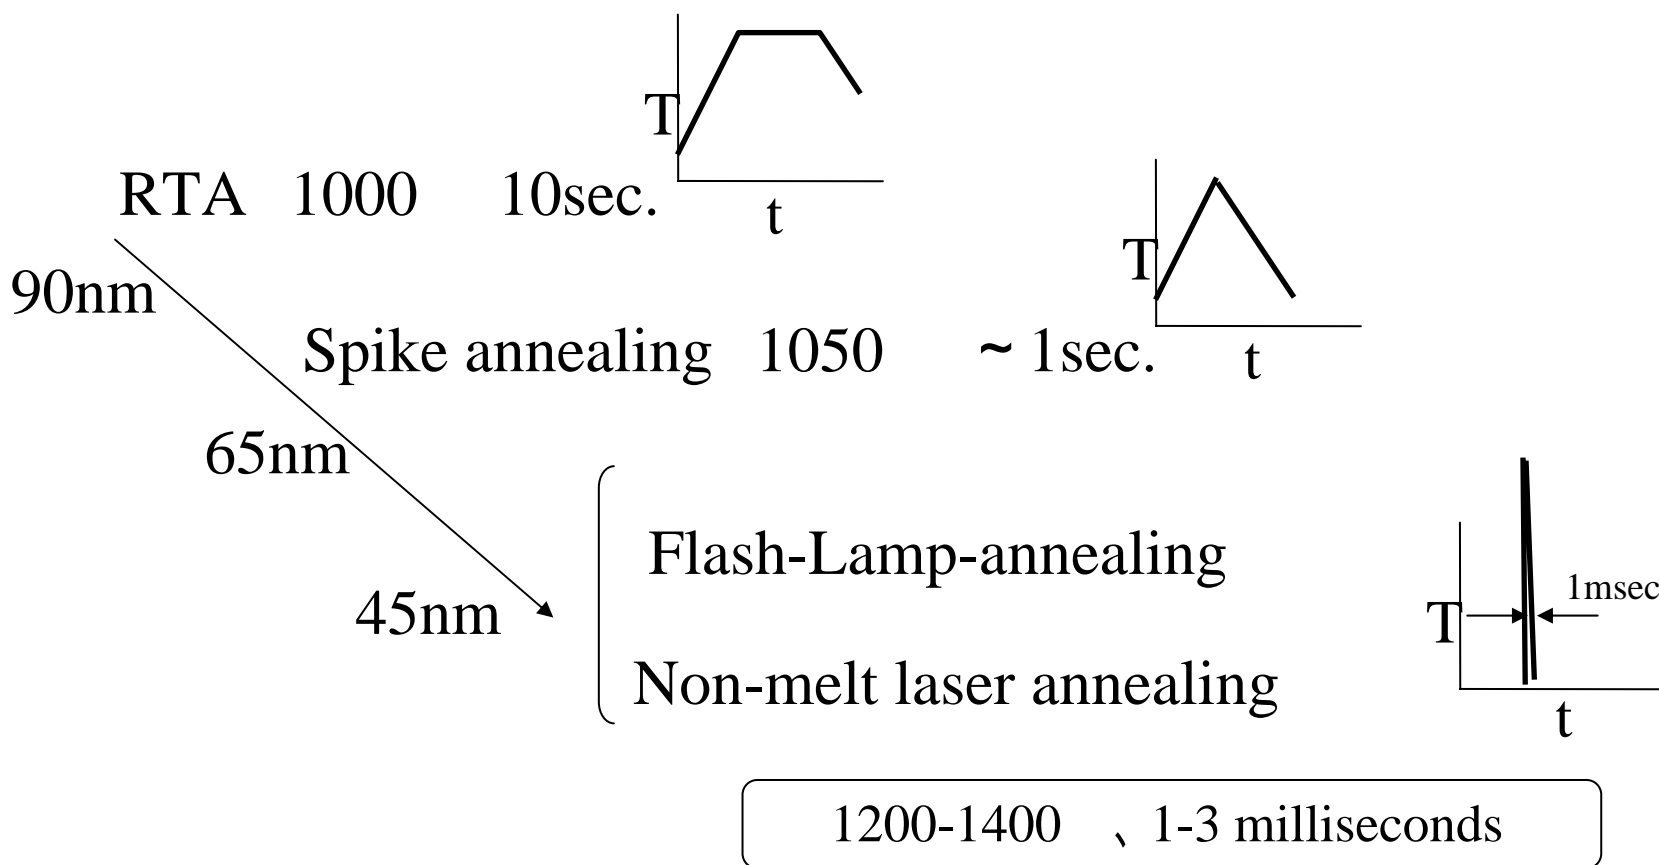 T
RTA 1000 10sec.
t
90nm
T
Spike annealing 1050 ~ 1sec.
t
65nm
Flash-Lamp-annealing
1msec
45nm
T
Non-melt laser annealing
t
1200-1400 、1-3 milliseconds